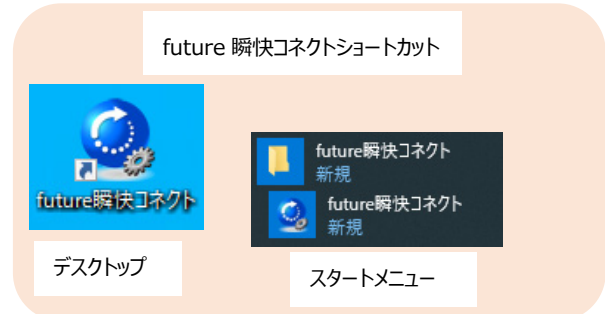 future 瞬快コネクトショートカット
future瞬快コネクト
future瞬快コネクト
新規
future瞬快コネクト
新規
デスクトップ
スタートメニュー